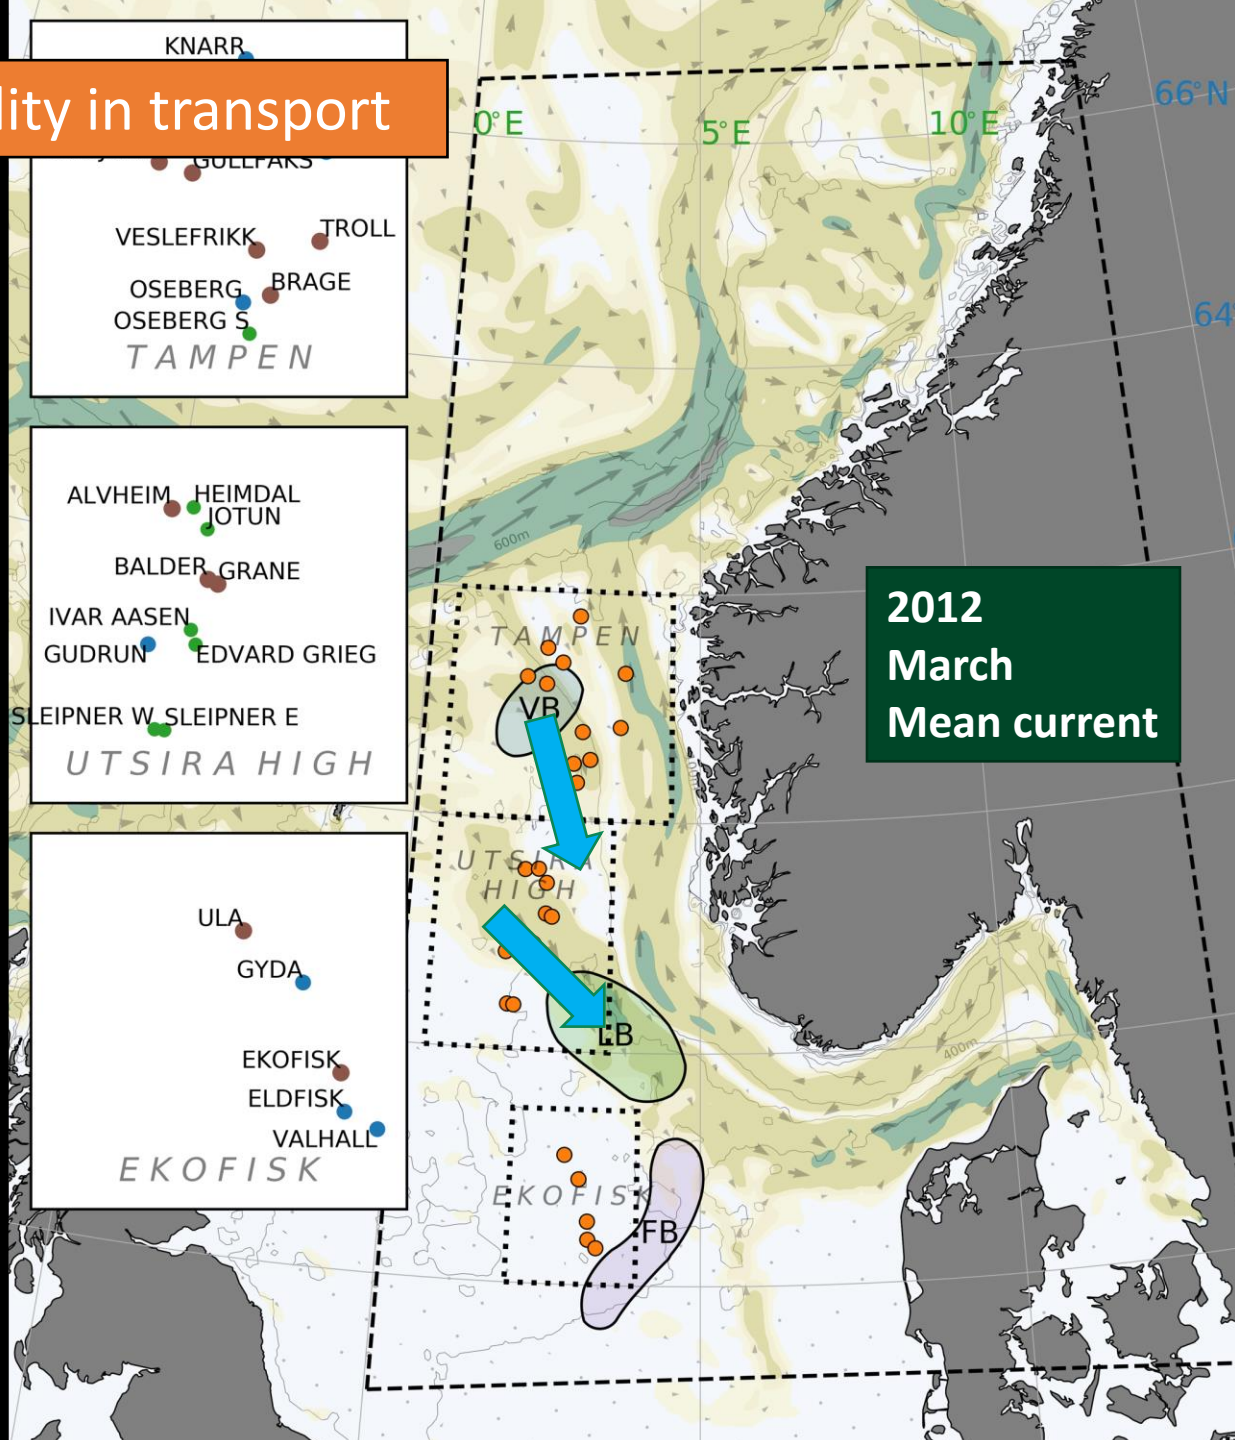 KNARR
lity in transport
GULLFAKS
VESLEFRIKK
TROLL
OSEBERG
BRAGE
OSEBERG S
TAMPEN
ALVHEIM
HEIMDAL
JOTUN
BALDER
GRANE
IVAR AASEN
GUDRUN
EDVARD GRIEG
SLEIPNER W
SLEIPNER E
UTSIRA HIGH
ULA
GYDA
EKOFISK
ELDFISK
VALHALL
EKOFISK
0°E
5°E
10°E
66°N
64
600m
TAMPEN
VB
UTSIRA
HIGH
LB
400m
EKOFISK
FB
2012
March
Mean current